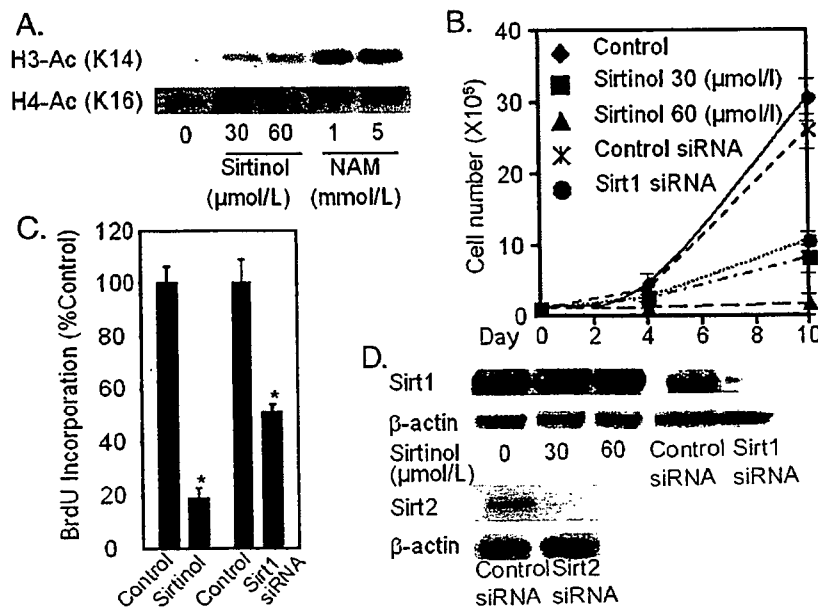 A.
H3-Ac (K14)
H4-Ac (K16)
0 30 60 1 5
Sirtinol NAM
(μmol/L) (mmol/L)
B.
Cell number (X10⁵)
40
30
20
10
0
Day 0 2 4 6 8 10
Control
Sirtinol 30 (μmol/l)
Sirtinol 60 (μmol/l)
Control siRNA
Sirt1 siRNA
C.
BrdU Incorporation (%Control)
120
100
80
60
40
20
0
* *
Control Sirtinol Control Sirt1 siRNA
D.
Sirt1
β-actin
Sirtinol 0 30 60 Control Sirt1
(μmol/L) siRNA siRNA
Sirt2
β-actin
Control Sirt2
siRNA siRNA